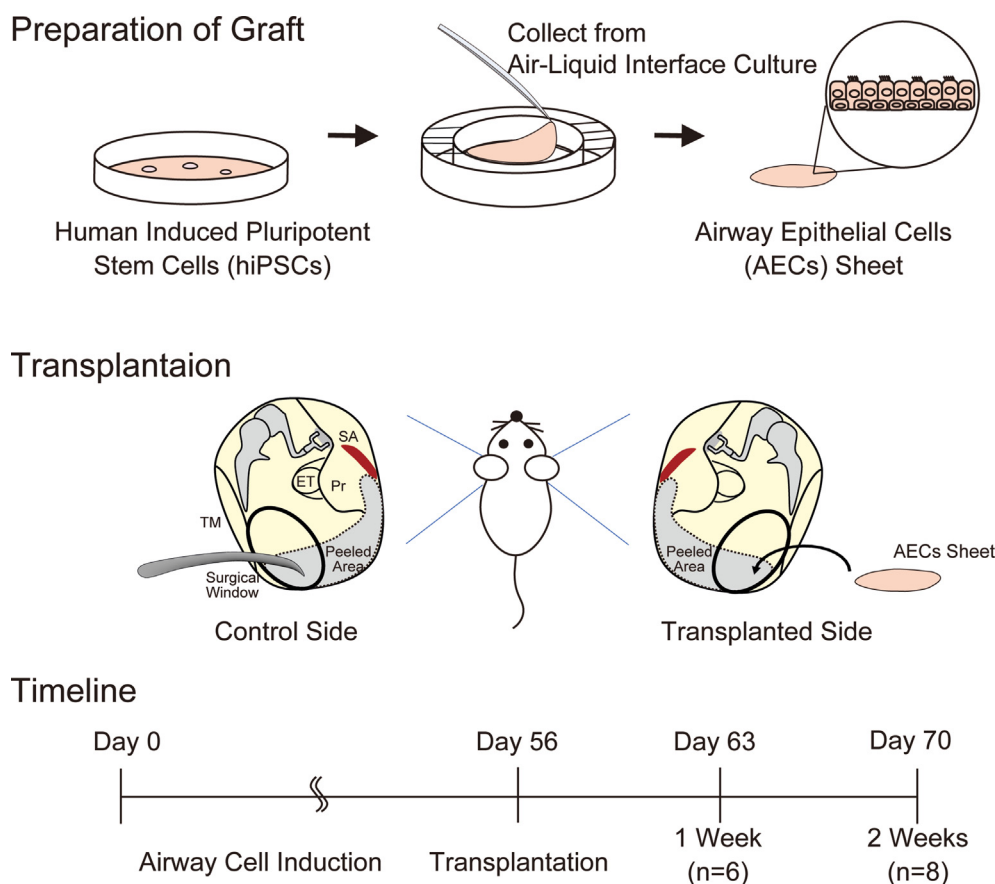 Preparation of Graft
Collect from
Air-Liquid Interface Culture
Human Induced Pluripotent
Stem Cells (hiPSCs)
Airway Epithelial Cells
(AECs) Sheet
Transplantaion
SA
ET
Pr
TM
Peeled
Area
Surgical
Window
Control Side
Peeled
Area
AECs Sheet
Transplanted Side
Timeline
Day 0
Day 56
Day 63
Day 70
Airway Cell Induction
Transplantation
1 Week
(n=6)
2 Weeks
(n=8)